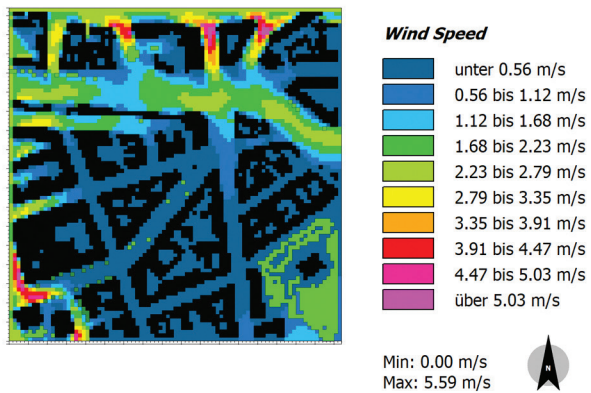 Wind Speed
unter 0.56 m/s
0.56 bis 1.12 m/s
1.12 bis 1.68 m/s
1.68 bis 2.23 m/s
2.23 bis 2.79 m/s
2.79 bis 3.35 m/s
3.35 bis 3.91 m/s
3.91 bis 4.47 m/s
4.47 bis 5.03 m/s
über 5.03 m/s
Min: 0.00 m/s
Max: 5.59 m/s
N